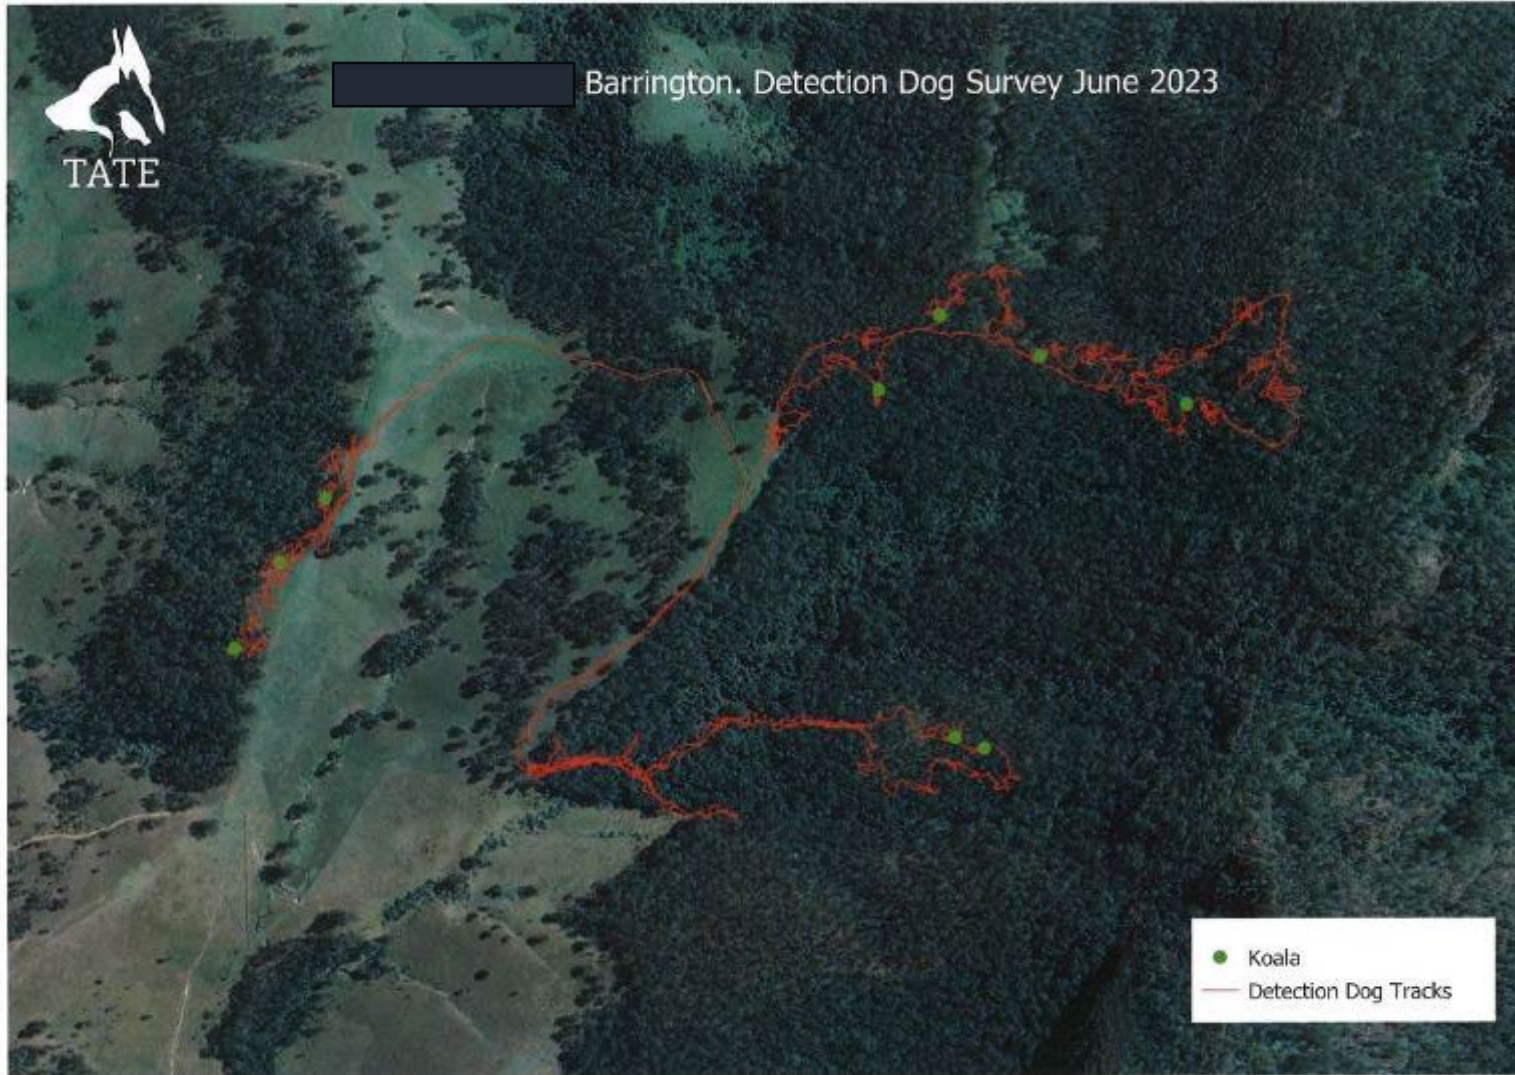 Barrington. Detection Dog Survey June 2023
TATE
Koala
Detection Dog Tracks